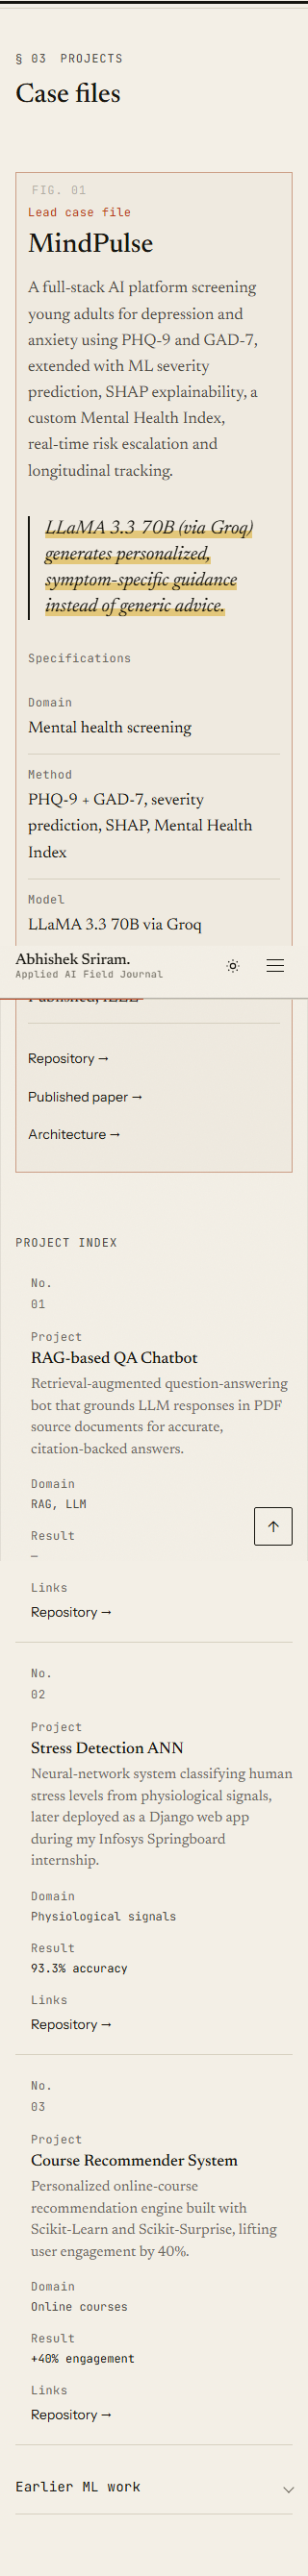 § 03 PROJECTS
Case files
FIG. 01
Lead case file
MindPulse
A full-stack AI platform screening
young adults for depression and
anxiety using PHQ-9 and GAD-7,
extended with ML severity
prediction, SHAP explainability, a
custom Mental Health Index,
real-time risk escalation and
longitudinal tracking.
LLaMA 3.3 70B (via Groq)
generates personalized,
symptom-specific guidance
instead of generic advice.
Specifications
Domain
Mental health screening
Method
PHQ-9 + GAD-7, severity
prediction, SHAP, Mental Health
Index
Model
LLaMA 3.3 70B via Groq
Abhishek Sriram.
Applied AI Field Journal
Published, IEEE
Repository →
Published paper →
Architecture →
PROJECT INDEX
No.
01
Project
RAG-based QA Chatbot
Retrieval-augmented question-answering
bot that grounds LLM responses in PDF
source documents for accurate,
citation-backed answers.
Domain
RAG, LLM
↑
Result
—
Links
Repository →
No.
02
Project
Stress Detection ANN
Neural-network system classifying human
stress levels from physiological signals,
later deployed as a Django web app
during my Infosys Springboard
internship.
Domain
Physiological signals
Result
93.3% accuracy
Links
Repository →
No.
03
Project
Course Recommender System
Personalized online-course
recommendation engine built with
Scikit-Learn and Scikit-Surprise, lifting
user engagement by 40%.
Domain
Online courses
Result
+40% engagement
Links
Repository →
Earlier ML work